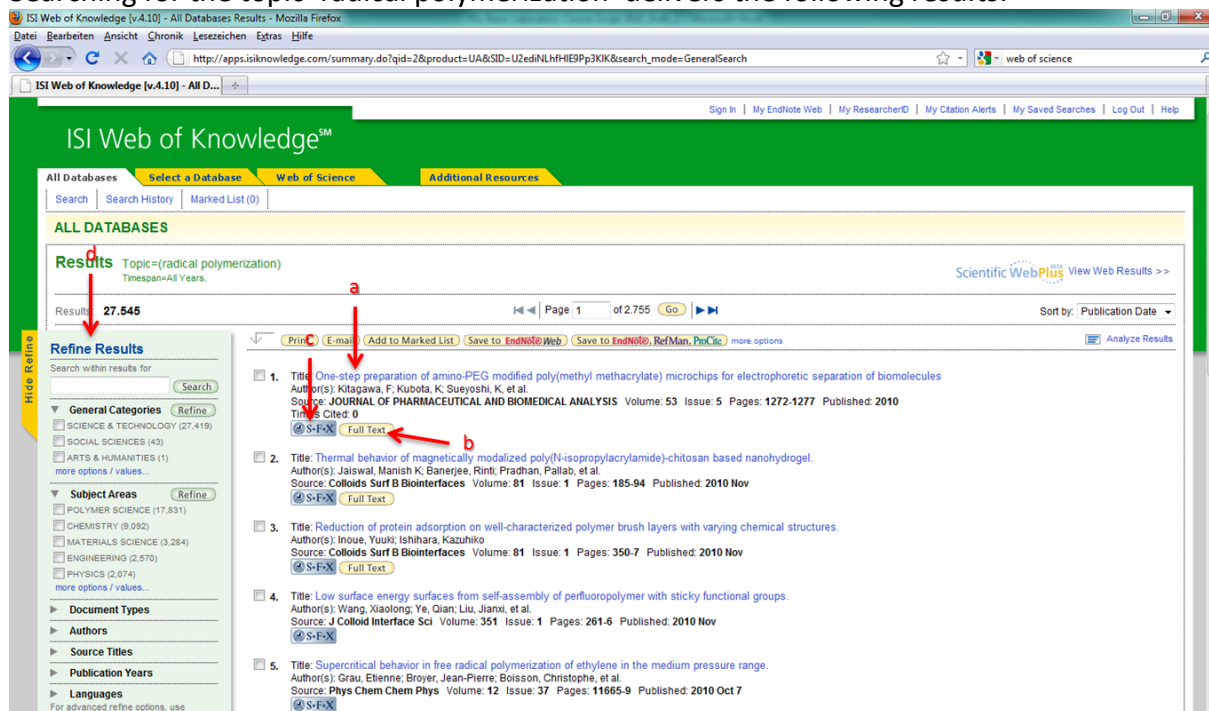 Searching for the topic "radical polymerization" delivers the following results:
ISI Web of Knowledge [v.4.10] - All Databases Results - Mozilla Firefox
Datei Bearbeiten Ansicht Chronik Lesezeichen Extras Hilfe
http://apps.isiknowledge.com/summary.do?qid=2&product=UA&SID=U2ediNLhfHIE9Pp3KIK&search_mode=GeneralSearch web of science
ISI Web of Knowledge [v.4.10] - All D...
Sign In | My EndNote Web | My ResearcherID | My Citation Alerts | My Saved Searches | Log Out | Help
ISI Web of Knowledge℠
All Databases Select a Database Web of Science Additional Resources
Search Search History Marked List (0)
ALL DATABASES
d
Results Topic=(radical polymerization)
Timespan=All Years.
Scientific WebPlus BETA View Web Results >>
a
Results: 27.545 Page 1 of 2.755 Go Sort by: Publication Date
Hide Refine
Refine Results
Search within results for
Search
General Categories Refine
SCIENCE & TECHNOLOGY (27,419)
SOCIAL SCIENCES (43)
ARTS & HUMANITIES (1)
more options / values...
Subject Areas Refine
POLYMER SCIENCE (17,831)
CHEMISTRY (9,092)
MATERIALS SCIENCE (3,284)
ENGINEERING (2,570)
PHYSICS (2,074)
more options / values...
Document Types
Authors
Source Titles
Publication Years
Languages
For advanced refine options, use
c
Print E-mail Add to Marked List Save to EndNote Web Save to EndNote, RefMan, ProCite more options Analyze Results
1. Title: One-step preparation of amino-PEG modified poly(methyl methacrylate) microchips for electrophoretic separation of biomolecules
Author(s): Kitagawa, F; Kubota, K; Sueyoshi, K, et al.
Source: JOURNAL OF PHARMACEUTICAL AND BIOMEDICAL ANALYSIS Volume: 53 Issue: 5 Pages: 1272-1277 Published: 2010
Times Cited: 0
S•F•X Full Text
b
2. Title: Thermal behavior of magnetically modalized poly(N-isopropylacrylamide)-chitosan based nanohydrogel.
Author(s): Jaiswal, Manish K; Banerjee, Rinti; Pradhan, Pallab, et al.
Source: Colloids Surf B Biointerfaces Volume: 81 Issue: 1 Pages: 185-94 Published: 2010 Nov
S•F•X Full Text
3. Title: Reduction of protein adsorption on well-characterized polymer brush layers with varying chemical structures.
Author(s): Inoue, Yuuki; Ishihara, Kazuhiko
Source: Colloids Surf B Biointerfaces Volume: 81 Issue: 1 Pages: 350-7 Published: 2010 Nov
S•F•X Full Text
4. Title: Low surface energy surfaces from self-assembly of perfluoropolymer with sticky functional groups.
Author(s): Wang, Xiaolong; Ye, Qian; Liu, Jianxi, et al.
Source: J Colloid Interface Sci Volume: 351 Issue: 1 Pages: 261-6 Published: 2010 Nov
S•F•X
5. Title: Supercritical behavior in free radical polymerization of ethylene in the medium pressure range.
Author(s): Grau, Etienne; Broyer, Jean-Pierre; Boisson, Christophe, et al.
Source: Phys Chem Chem Phys Volume: 12 Issue: 37 Pages: 11665-9 Published: 2010 Oct 7
S•F•X